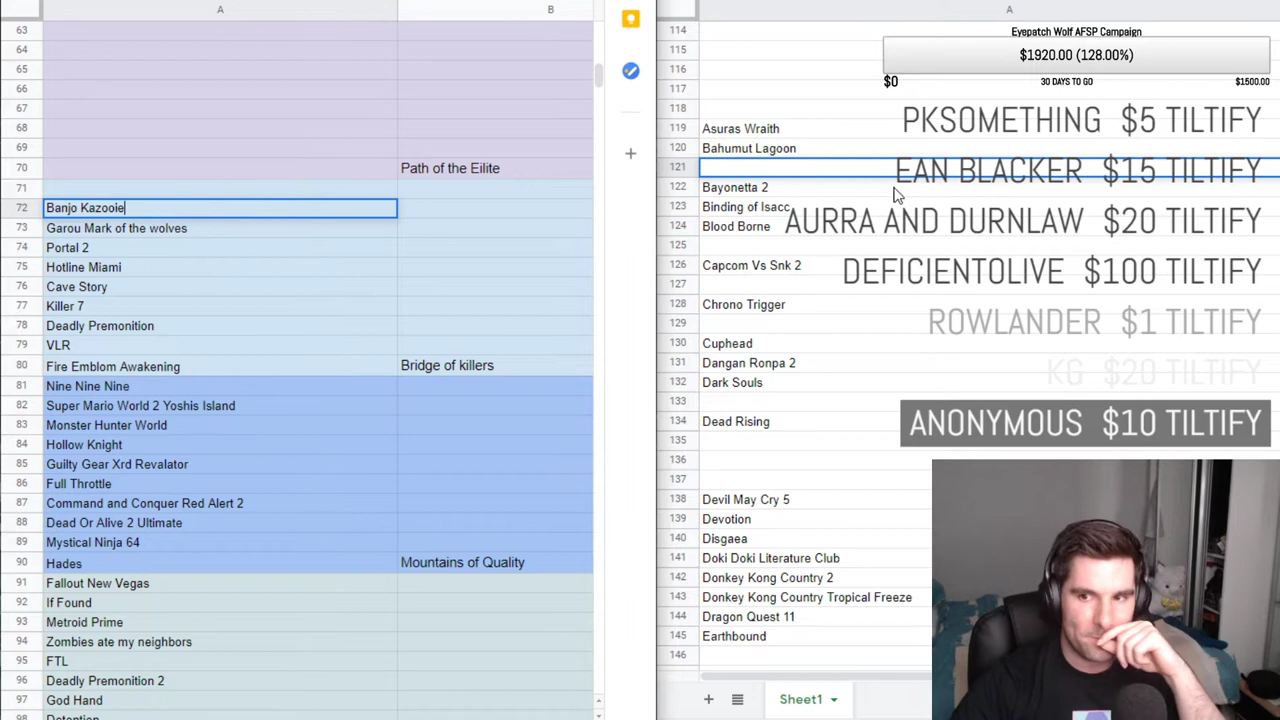 A
B
63
64
65
66
67
68
69
70 Path of the Eilite
71
72 Banjo Kazooie
73 Garou Mark of the wolves
74 Portal 2
75 Hotline Miami
76 Cave Story
77 Killer 7
78 Deadly Premonition
79 VLR
80 Fire Emblom Awakening Bridge of killers
81 Nine Nine Nine
82 Super Mario World 2 Yoshis Island
83 Monster Hunter World
84 Hollow Knight
85 Guilty Gear Xrd Revalator
86 Full Throttle
87 Command and Conquer Red Alert 2
88 Dead Or Alive 2 Ultimate
89 Mystical Ninja 64
90 Hades Mountains of Quality
91 Fallout New Vegas
92 If Found
93 Metroid Prime
94 Zombies ate my neighbors
95 FTL
96 Deadly Premonition 2
97 God Hand
98 Detention
A
114
115
116
117
118
119 Asuras Wraith
120 Bahumut Lagoon
121
122 Bayonetta 2
123 Binding of Isacc
124 Blood Borne
125
126 Capcom Vs Snk 2
127
128 Chrono Trigger
129
130 Cuphead
131 Dangan Ronpa 2
132 Dark Souls
133
134 Dead Rising
135
136
137
138 Devil May Cry 5
139 Devotion
140 Disgaea
141 Doki Doki Literature Club
142 Donkey Kong Country 2
143 Donkey Kong Country Tropical Freeze
144 Dragon Quest 11
145 Earthbound
146
Sheet1
Eyepatch Wolf AFSP Campaign
$1920.00 (128.00%)
$0 30 DAYS TO GO $1500.00
PKSOMETHING $5 TILTIFY
EAN BLACKER $15 TILTIFY
AURRA AND DURNLAW $20 TILTIFY
DEFICIENTOLIVE $100 TILTIFY
ROWLANDER $1 TILTIFY
KG $20 TILTIFY
ANONYMOUS $10 TILTIFY